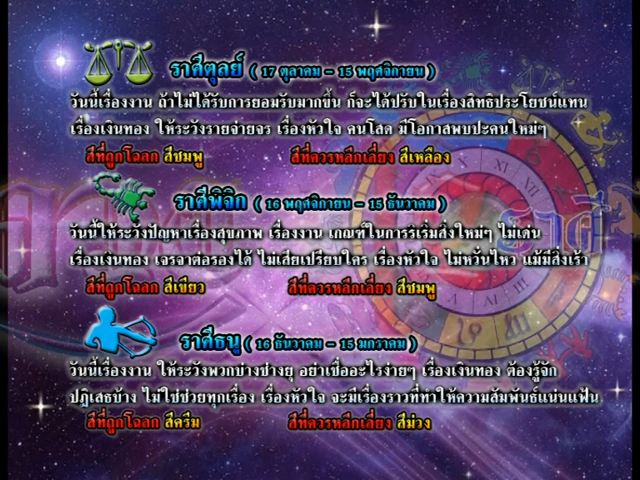 ราศีตุลย์ ( 17 ตุลาคม - 15 พฤศจิกายน )
วันนี้เรื่องงาน ถ้าไม่ได้รับการยอมรับมากขึ้น ก็จะได้ปรับในเรื่องสิทธิประโยชน์แทน
เรื่องเงินทอง ให้ระวังรายจ่ายจร เรื่องหัวใจ คนโสด มีโอกาสพบปะคนใหม่ๆ
สีที่ถูกโฉลก สีชมพู สีที่ควรหลีกเลี่ยง สีเหลือง
ราศีพิจิก ( 16 พฤศจิกายน - 15 ธันวาคม )
วันนี้ให้ระวังปัญหาเรื่องสุขภาพ เรื่องงาน เกณฑ์ในการริเริ่มสิ่งใหม่ๆ ไม่เด่น
เรื่องเงินทอง เจรจาต่อรองได้ ไม่เสียเปรียบใคร เรื่องหัวใจ ไม่หวั่นไหว แม้มีสิ่งเร้า
สีที่ถูกโฉลก สีเขียว สีที่ควรหลีกเลี่ยง สีชมพู
ราศีธนู ( 16 ธันวาคม - 15 มกราคม )
วันนี้เรื่องงาน ให้ระวังพวกบ่างช่างยุ อย่าเชื่ออะไรง่ายๆ เรื่องเงินทอง ต้องรู้จัก
ปฏิเสธบ้าง ไม่ใช่ช่วยทุกเรื่อง เรื่องหัวใจ จะมีเรื่องราวที่ทำให้ความสัมพันธ์แน่นแฟ้น
สีที่ถูกโฉลก สีครีม สีที่ควรหลีกเลี่ยง สีม่วง